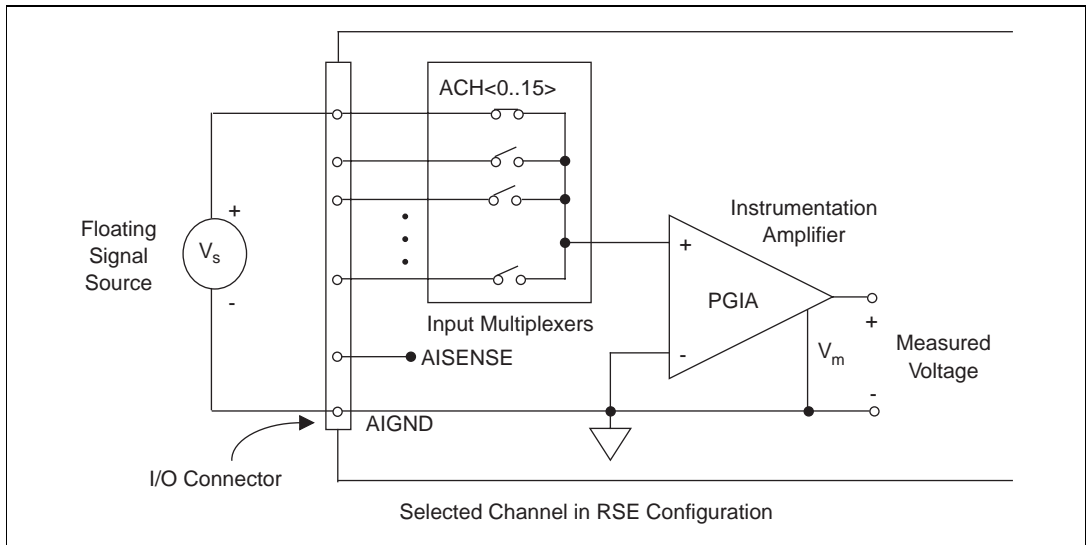 ACH<0..15>
Instrumentation
Amplifier
Floating
Signal
Source
+
Vs
-
+
-
PGIA
+
Vm
-
Measured
Voltage
Input Multiplexers
AISENSE
AIGND
I/O Connector
Selected Channel in RSE Configuration